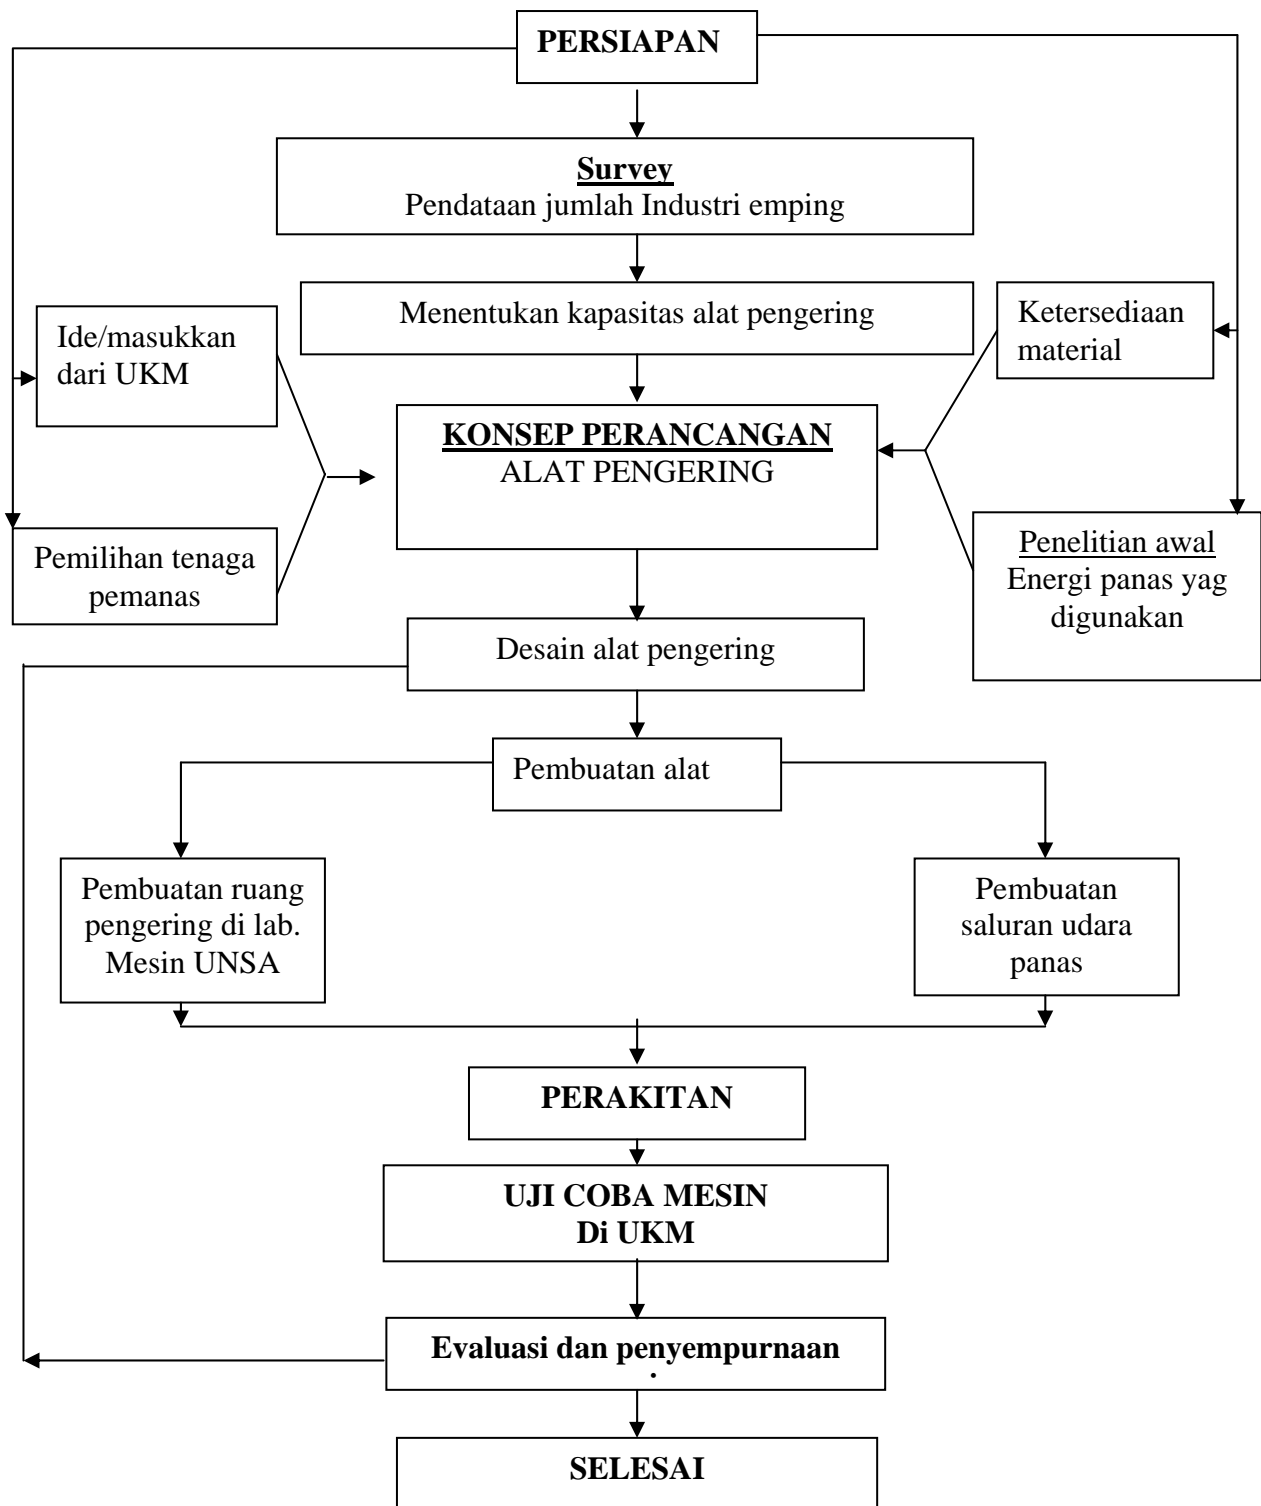 PERSIAPAN
Survey
Pendataan jumlah Industri emping
Menentukan kapasitas alat pengering
Ide/masukkan
dari UKM
Ketersediaan
material
KONSEP PERANCANGAN
ALAT PENGERING
Pemilihan tenaga
pemanas
Penelitian awal
Energi panas yag
digunakan
Desain alat pengering
Pembuatan alat
Pembuatan ruang
pengering di lab.
Mesin UNSA
Pembuatan
saluran udara
panas
PERAKITAN
UJI COBA MESIN
Di UKM
Evaluasi dan penyempurnaan
.
SELESAI